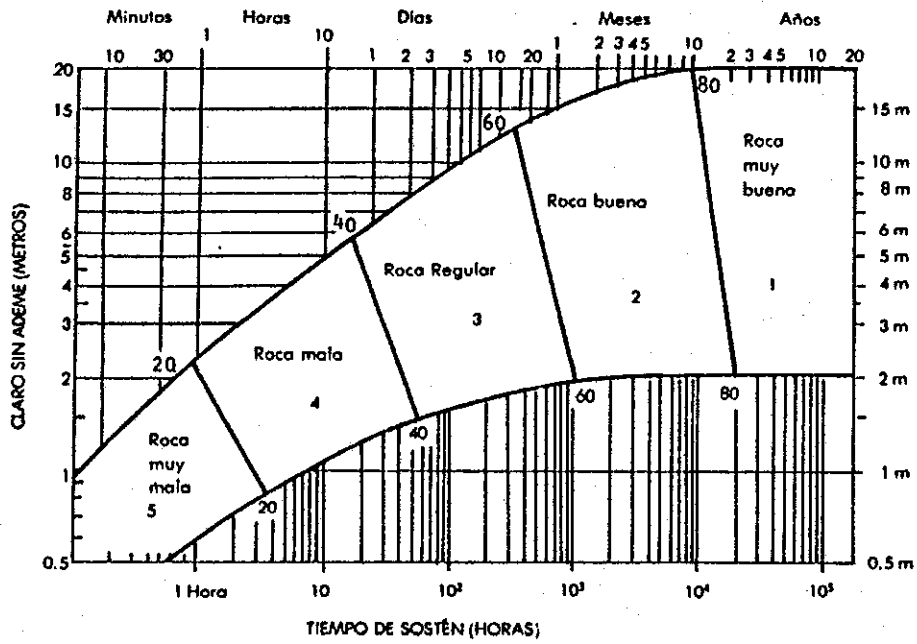 Minutos Horas Días Meses Años
10 30 1 10 1 2 3 5 10 20 1 2 3 4 5 10 2 3 4 5 10 20
20 80
15 60 15 m
Roca
muy
buena
10 10 m
8 Roca buena 8 m
6 40 6 m
5 5 m
Roca Regular
4 1 4 m
3 2
3 3 m
20 Roca mala
2 2 m
4 60 80
40
Roca
muy
mala
5
1 1 m
20
0.5 0.5 m
1 Hora 10 10² 10³ 10⁴ 10⁵
TIEMPO DE SOSTÉN (HORAS)
CLARO SIN ADEME (METROS)